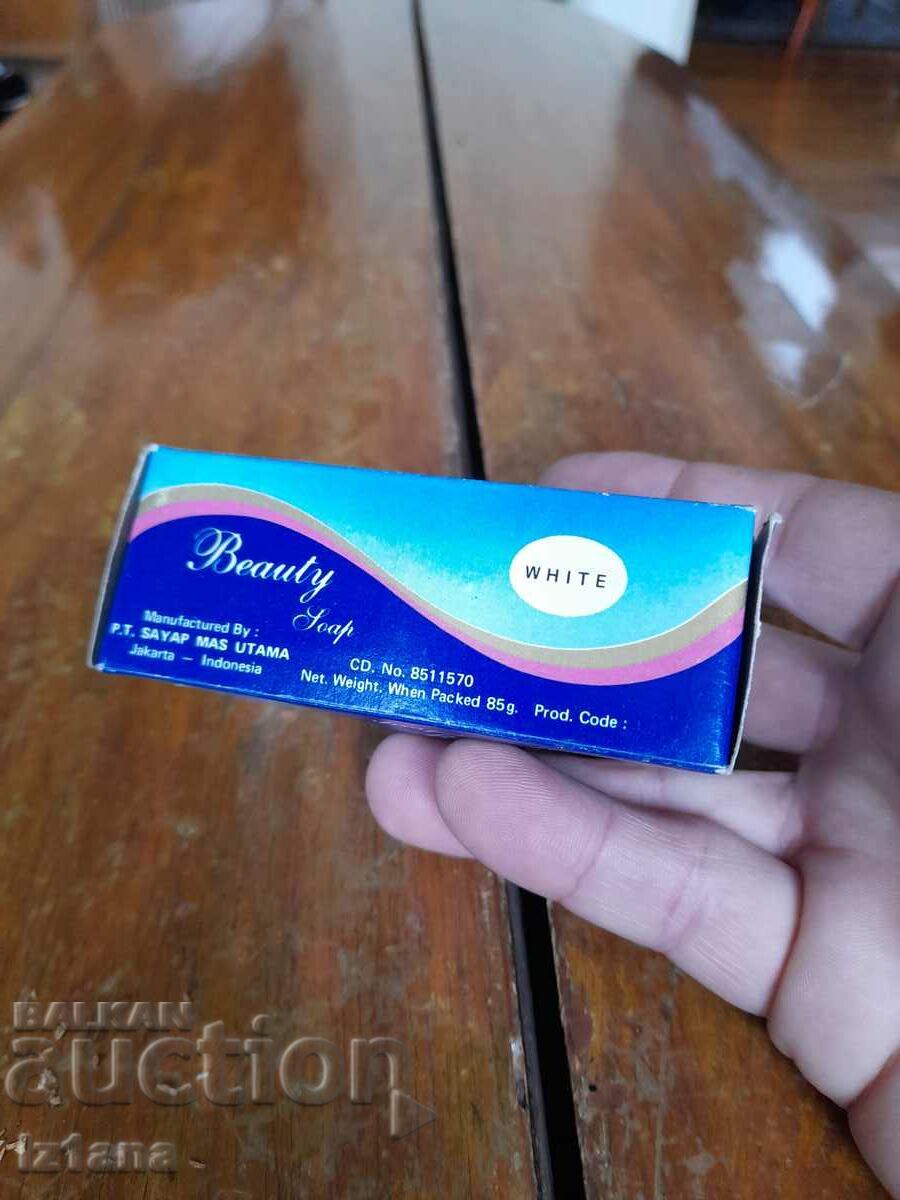 Beauty
Soap
WHITE
Manufactured By :
P.T. SAYAP MAS UTAMA
Jakarta – Indonesia
CD. No. 8511570
Net. Weight. When Packed 85g. Prod. Code :
BALKAN
auction
iz1ana